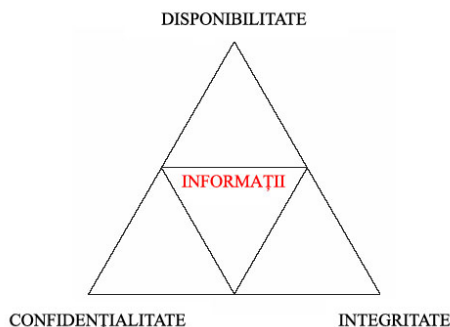 DISPONIBILITATE
INFORMAȚII
CONFIDENȚIALITATE
INTEGRITATE